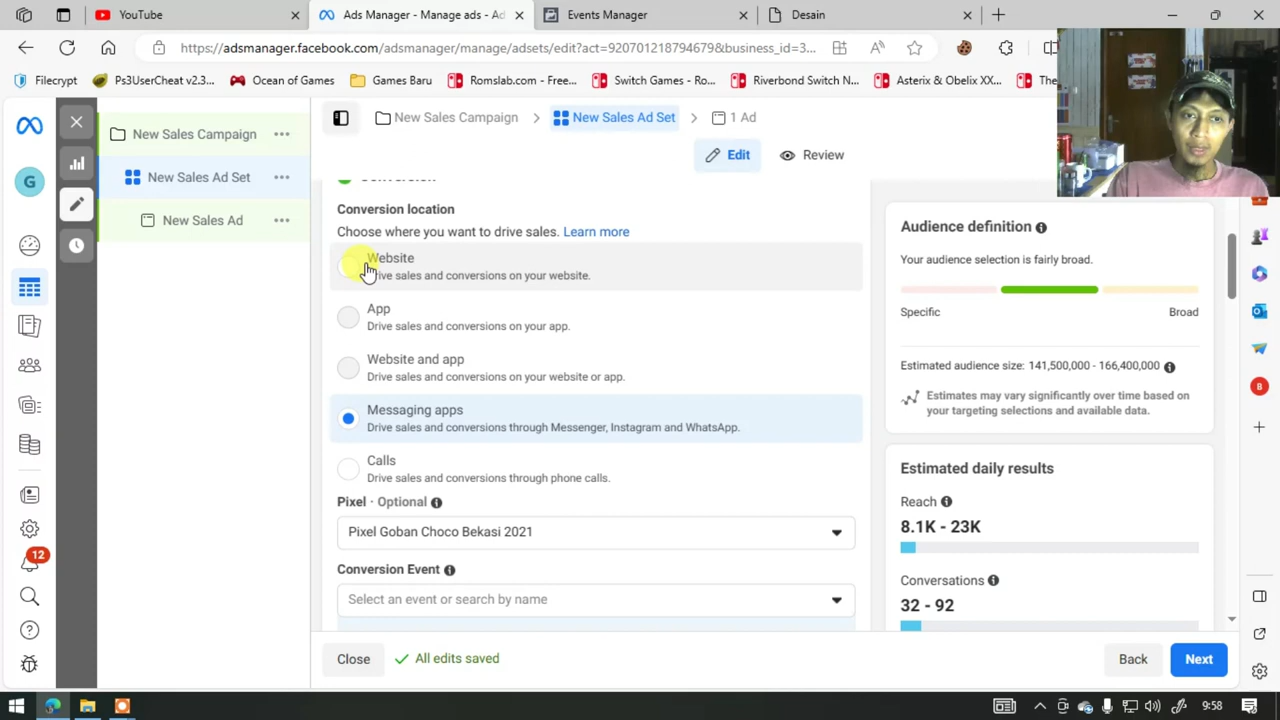 YouTube
Ads Manager - Manage ads - Ad
Events Manager
Desain
https://adsmanager.facebook.com/adsmanager/manage/adsets/edit?act=920701218794679&business_id=3...
Filecrypt
Ps3UserCheat v2.3...
Ocean of Games
Games Baru
Romslab.com - Free...
Switch Games - Ro...
Riverbond Switch N...
Asterix & Obelix XX...
The
New Sales Campaign
New Sales Ad Set
1 Ad
New Sales Campaign
Edit
Review
New Sales Ad Set
G
New Sales Ad
Conversion
Conversion location
Choose where you want to drive sales. Learn more
Website
Drive sales and conversions on your website.
App
Drive sales and conversions on your app.
Website and app
Drive sales and conversions on your website or app.
Messaging apps
Drive sales and conversions through Messenger, Instagram and WhatsApp.
Calls
Drive sales and conversions through phone calls.
Pixel · Optional
Pixel Goban Choco Bekasi 2021
Conversion Event
Select an event or search by name
Audience definition
Your audience selection is fairly broad.
Specific
Broad
Estimated audience size: 141,500,000 - 166,400,000
Estimates may vary significantly over time based on
your targeting selections and available data.
Estimated daily results
Reach
8.1K - 23K
Conversations
32 - 92
B
12
Close
All edits saved
Back
Next
9:58